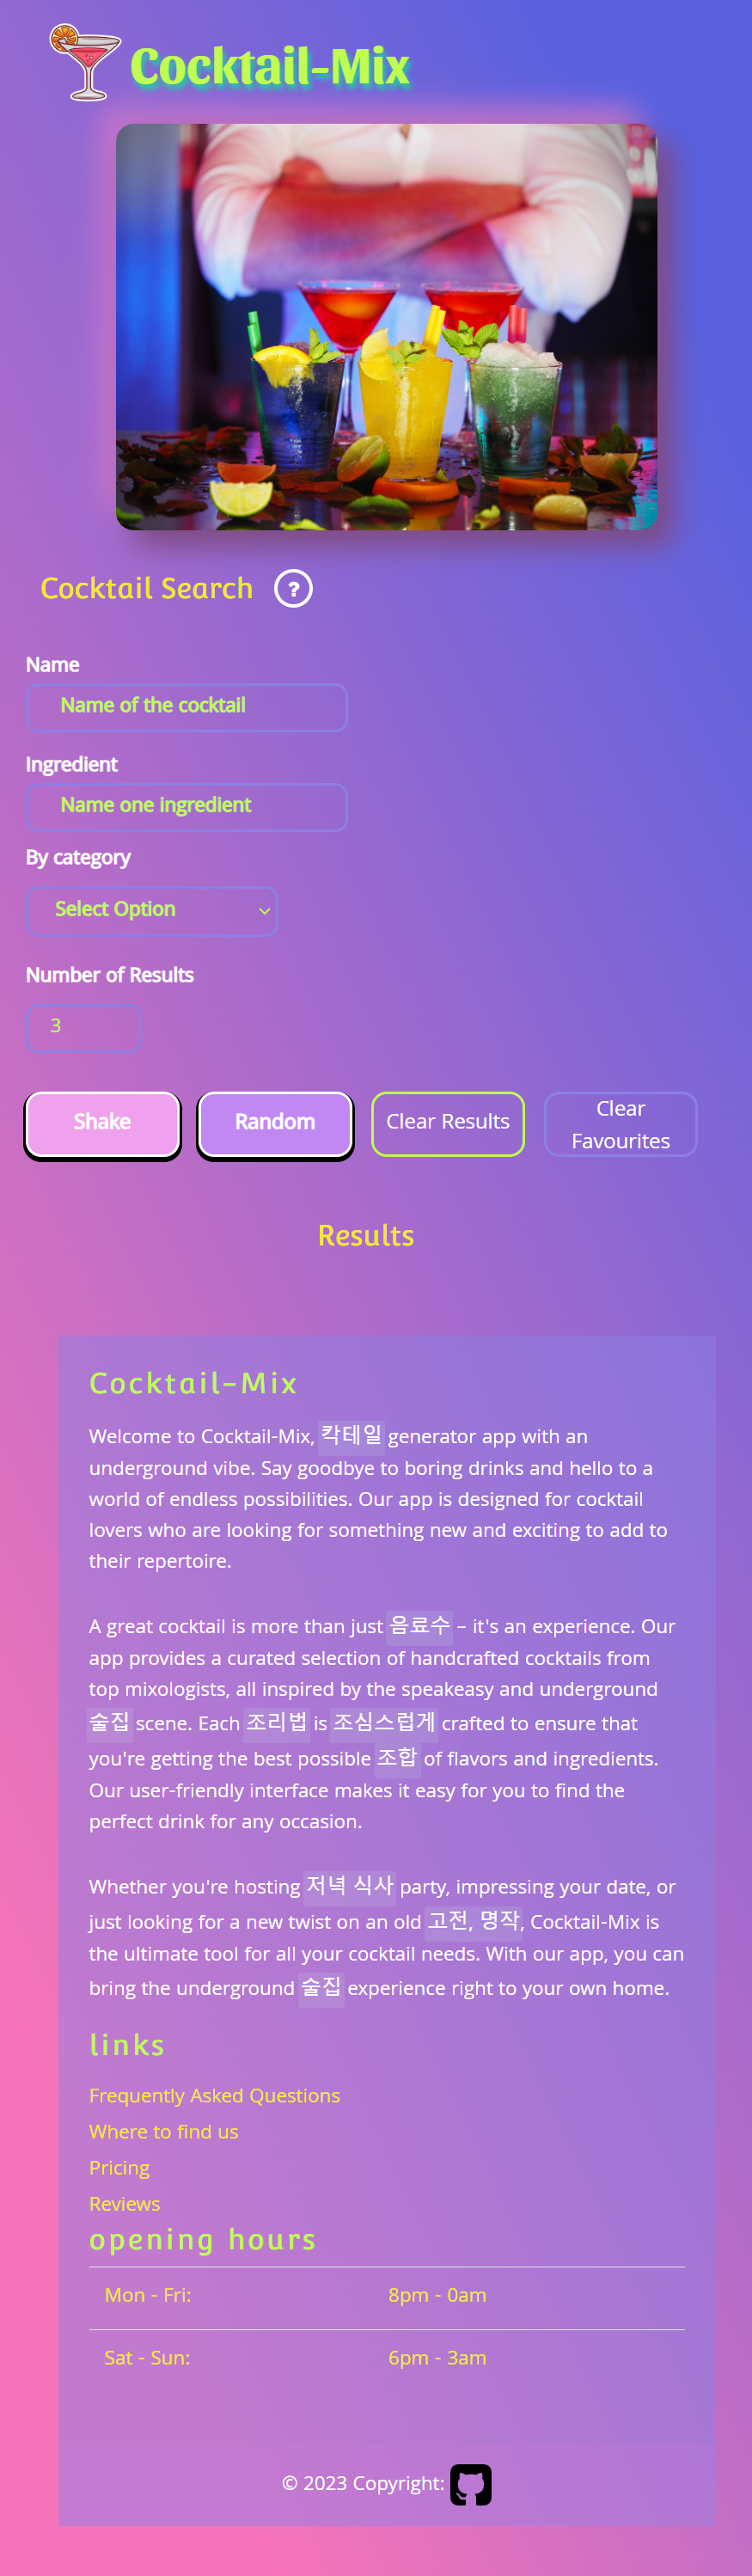 Cocktail-Mix
Cocktail Search ?
Name
Name of the cocktail
Ingredient
Name one ingredient
By category
Select Option
Number of Results
3
Shake
Random
Clear Results
Clear
Favourites
Results
Cocktail-Mix
Welcome to Cocktail-Mix, 칵테일 generator app with an
underground vibe. Say goodbye to boring drinks and hello to a
world of endless possibilities. Our app is designed for cocktail
lovers who are looking for something new and exciting to add to
their repertoire.
A great cocktail is more than just 음료수 – it's an experience. Our
app provides a curated selection of handcrafted cocktails from
top mixologists, all inspired by the speakeasy and underground
술집 scene. Each 조리법 is 조심스럽게 crafted to ensure that
you're getting the best possible 조합 of flavors and ingredients.
Our user-friendly interface makes it easy for you to find the
perfect drink for any occasion.
Whether you're hosting 저녁 식사 party, impressing your date, or
just looking for a new twist on an old 고전, 명작, Cocktail-Mix is
the ultimate tool for all your cocktail needs. With our app, you can
bring the underground 술집 experience right to your own home.
links
Frequently Asked Questions
Where to find us
Pricing
Reviews
opening hours
Mon - Fri: 8pm - 0am
Sat - Sun: 6pm - 3am
© 2023 Copyright: